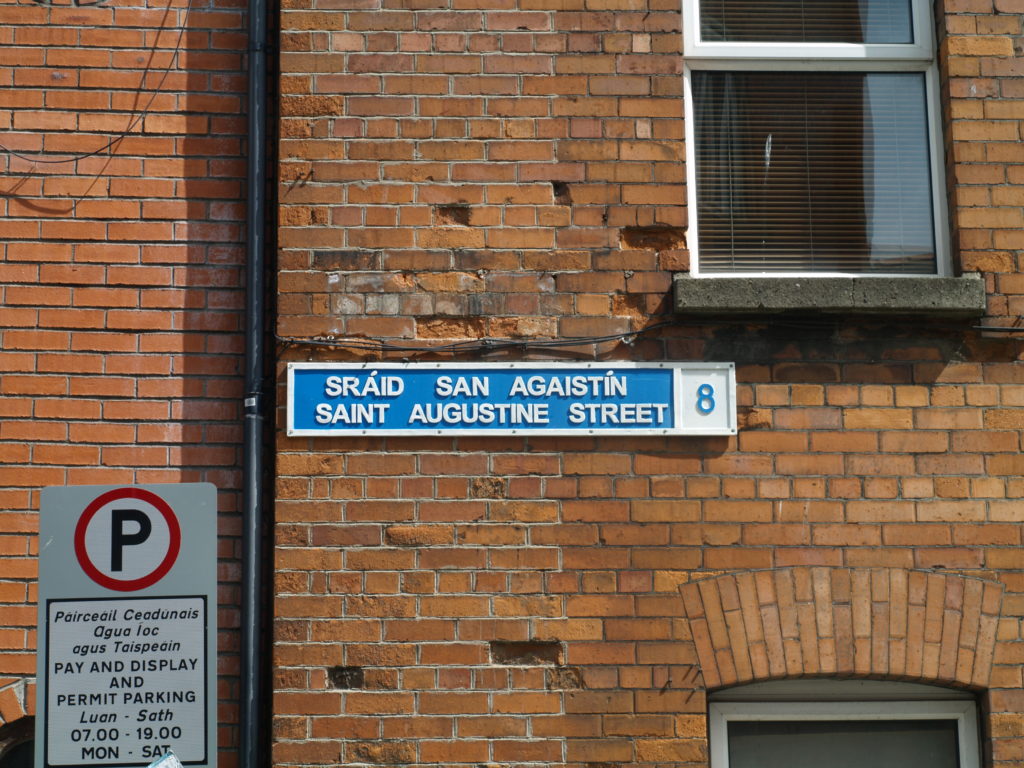 SRÁID SAN AGAISTÍN
SAINT AUGUSTINE STREET
8
P
Páirceáil Ceadúnais
agus Íoc
agus Taispeáin
PAY AND DISPLAY
AND
PERMIT PARKING
Luan - Sath
07.00 - 19.00
MON - SAT